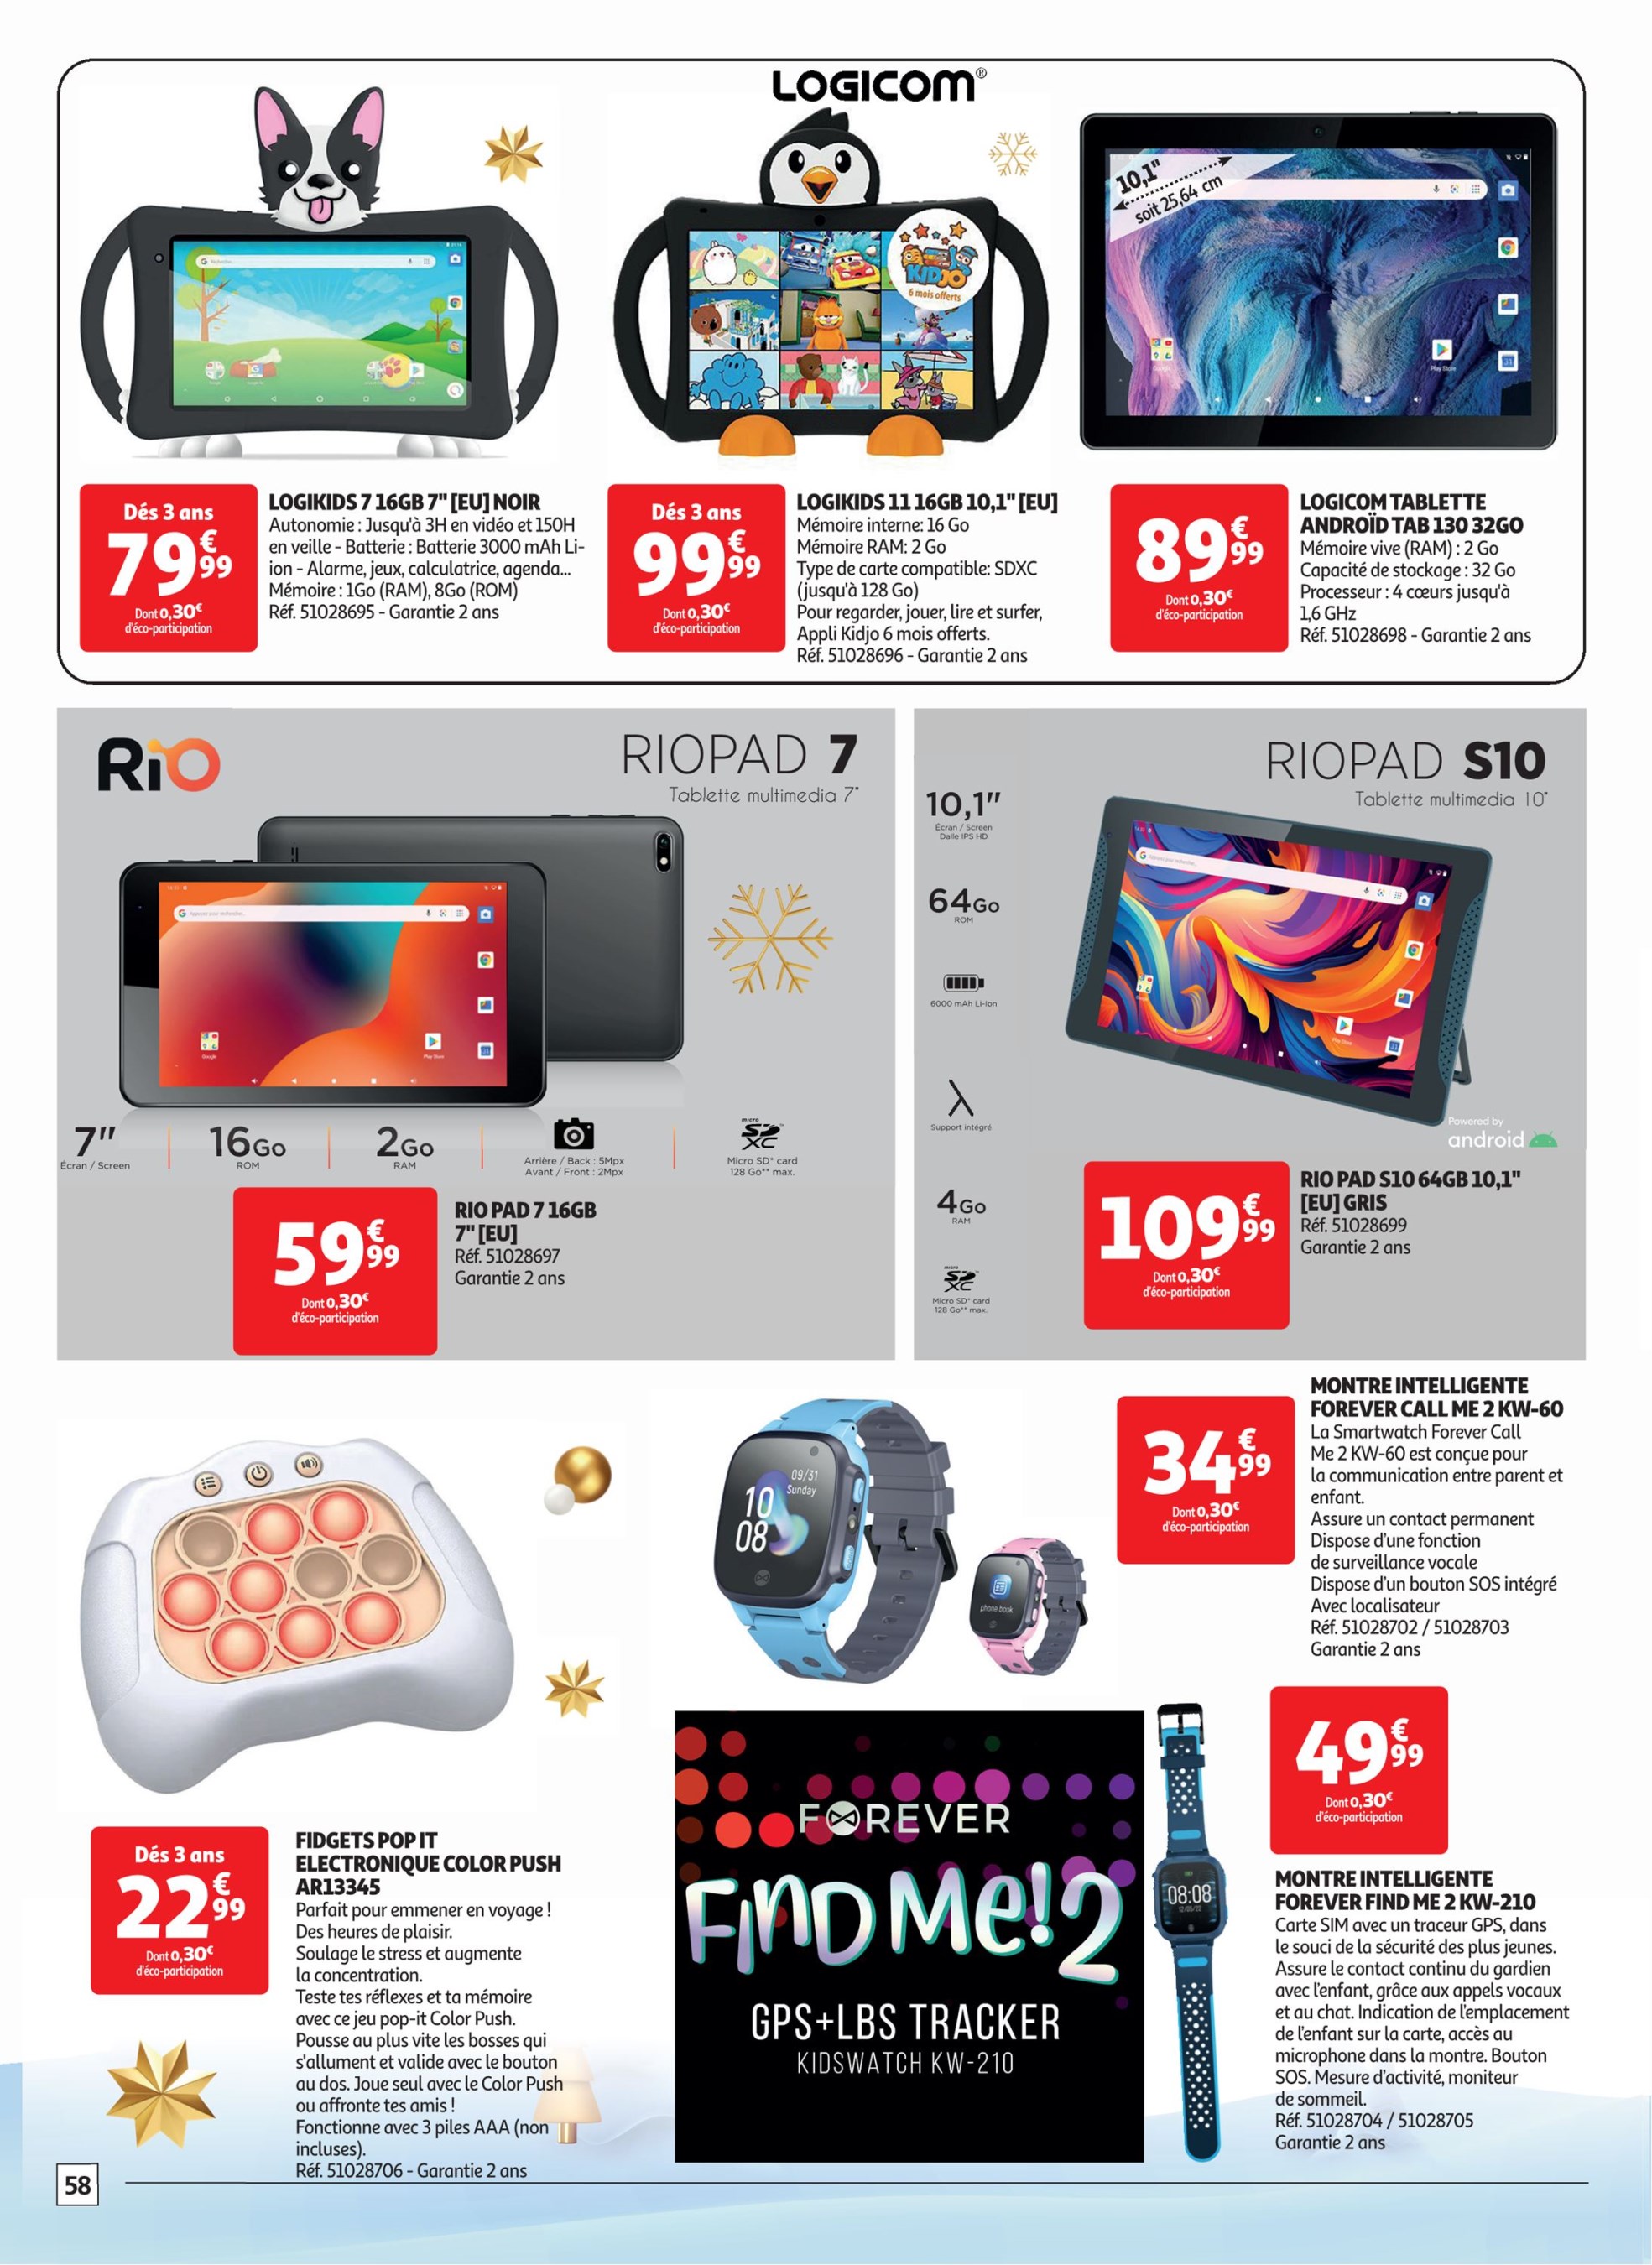 LOGICOM®
KIDJO
6 mois offerts
10,1"
soit 25,64 cm
Dés 3 ans
79€99
Dont 0,30€
d'éco-participation
LOGIKIDS 7 16GB 7" [EU] NOIR
Autonomie : Jusqu'à 3H en vidéo et 150H
en veille - Batterie : Batterie 3000 mAh Li-
ion - Alarme, jeux, calculatrice, agenda...
Mémoire : 1Go (RAM), 8Go (ROM)
Réf. 51028695 - Garantie 2 ans
Dés 3 ans
99€99
Dont 0,30€
d'éco-participation
LOGIKIDS 11 16GB 10,1" [EU]
Mémoire interne: 16 Go
Mémoire RAM: 2 Go
Type de carte compatible: SDXC
(jusqu'à 128 Go)
Pour regarder, jouer, lire et surfer,
Appli Kidjo 6 mois offerts.
Réf. 51028696 - Garantie 2 ans
89€99
Dont 0,30€
d'éco-participation
LOGICOM TABLETTE
ANDROÏD TAB 130 32GO
Mémoire vive (RAM) : 2 Go
Capacité de stockage : 32 Go
Processeur : 4 cœurs jusqu'à
1,6 GHz
Réf. 51028698 - Garantie 2 ans
RiO
RIOPAD 7
Tablette multimedia 7"
7"
Écran / Screen
16Go
ROM
2Go
RAM
Arrière / Back : 5Mpx
Avant / Front : 2Mpx
micro
SD
XC
Micro SD* card
128 Go** max.
59€99
Dont 0,30€
d'éco-participation
RIO PAD 7 16GB
7" [EU]
Réf. 51028697
Garantie 2 ans
RIOPAD S10
Tablette multimedia 10"
10,1"
Écran / Screen
Dalle IPS HD
64Go
ROM
6000 mAh Li-Ion
Support intégré
4Go
RAM
micro
SD
XC
Micro SD* card
128 Go** max.
Powered by
android
109€99
Dont 0,30€
d'éco-participation
RIO PAD S10 64GB 10,1"
[EU] GRIS
Réf. 51028699
Garantie 2 ans
09/31
Sunday
10
08
phone book
34€99
Dont 0,30€
d'éco-participation
MONTRE INTELLIGENTE
FOREVER CALL ME 2 KW-60
La Smartwatch Forever Call
Me 2 KW-60 est conçue pour
la communication entre parent et
enfant.
Assure un contact permanent
Dispose d'une fonction
de surveillance vocale
Dispose d'un bouton SOS intégré
Avec localisateur
Réf. 51028702 / 51028703
Garantie 2 ans
Dés 3 ans
22€99
Dont 0,30€
d'éco-participation
FIDGETS POP IT
ELECTRONIQUE COLOR PUSH
AR13345
Parfait pour emmener en voyage !
Des heures de plaisir.
Soulage le stress et augmente
la concentration.
Teste tes réflexes et ta mémoire
avec ce jeu pop-it Color Push.
Pousse au plus vite les bosses qui
s'allument et valide avec le bouton
au dos. Joue seul avec le Color Push
ou affronte tes amis !
Fonctionne avec 3 piles AAA (non
incluses).
Réf. 51028706 - Garantie 2 ans
FOREVER
FIND ME! 2
GPS+LBS TRACKER
KIDSWATCH KW-210
08:08
49€99
Dont 0,30€
d'éco-participation
MONTRE INTELLIGENTE
FOREVER FIND ME 2 KW-210
Carte SIM avec un traceur GPS, dans
le souci de la sécurité des plus jeunes.
Assure le contact continu du gardien
avec l'enfant, grâce aux appels vocaux
et au chat. Indication de l'emplacement
de l'enfant sur la carte, accès au
microphone dans la montre. Bouton
SOS. Mesure d'activité, moniteur
de sommeil.
Réf. 51028704 / 51028705
Garantie 2 ans
58